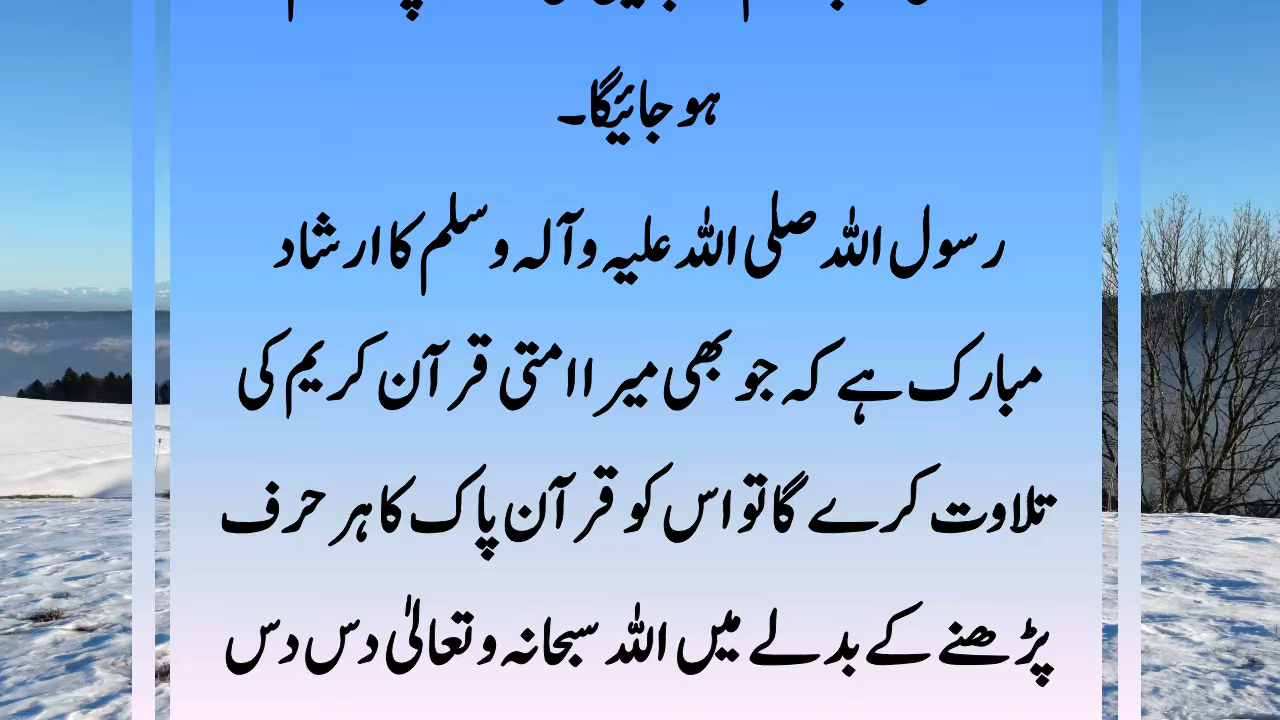 ہو جائیگا۔
رسول اللہ صلی اللہ علیہ وآلہ وسلم کا ارشاد
مبارک ہے کہ جو بھی میرا امتی قرآن کریم کی
تلاوت کرے گا تو اس کو قرآن پاک کا ہر حرف
پڑھنے کے بدلے میں اللہ سبحانہ وتعالیٰ دس دس